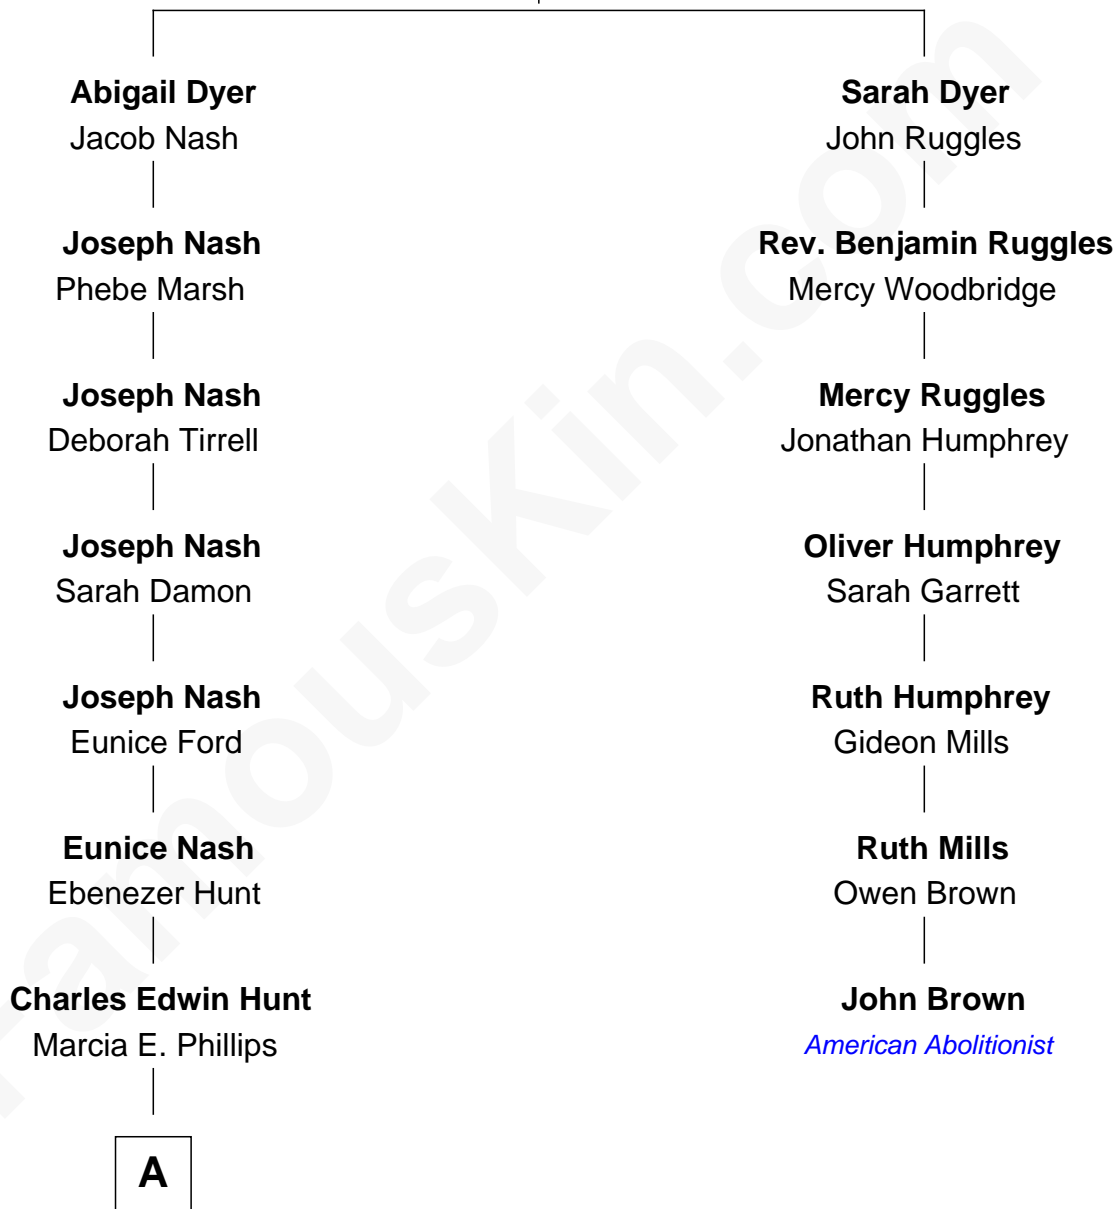 Abigail Dyer
Jacob Nash
Joseph Nash
Phebe Marsh
Joseph Nash
Deborah Tirrell
Joseph Nash
Sarah Damon
Joseph Nash
Eunice Ford
Eunice Nash
Ebenezer Hunt
Charles Edwin Hunt
Marcia E. Phillips
A
Sarah Dyer
John Ruggles
Rev. Benjamin Ruggles
Mercy Woodbridge
Mercy Ruggles
Jonathan Humphrey
Oliver Humphrey
Sarah Garrett
Ruth Humphrey
Gideon Mills
Ruth Mills
Owen Brown
John Brown
American Abolitionist
FamousKin.com